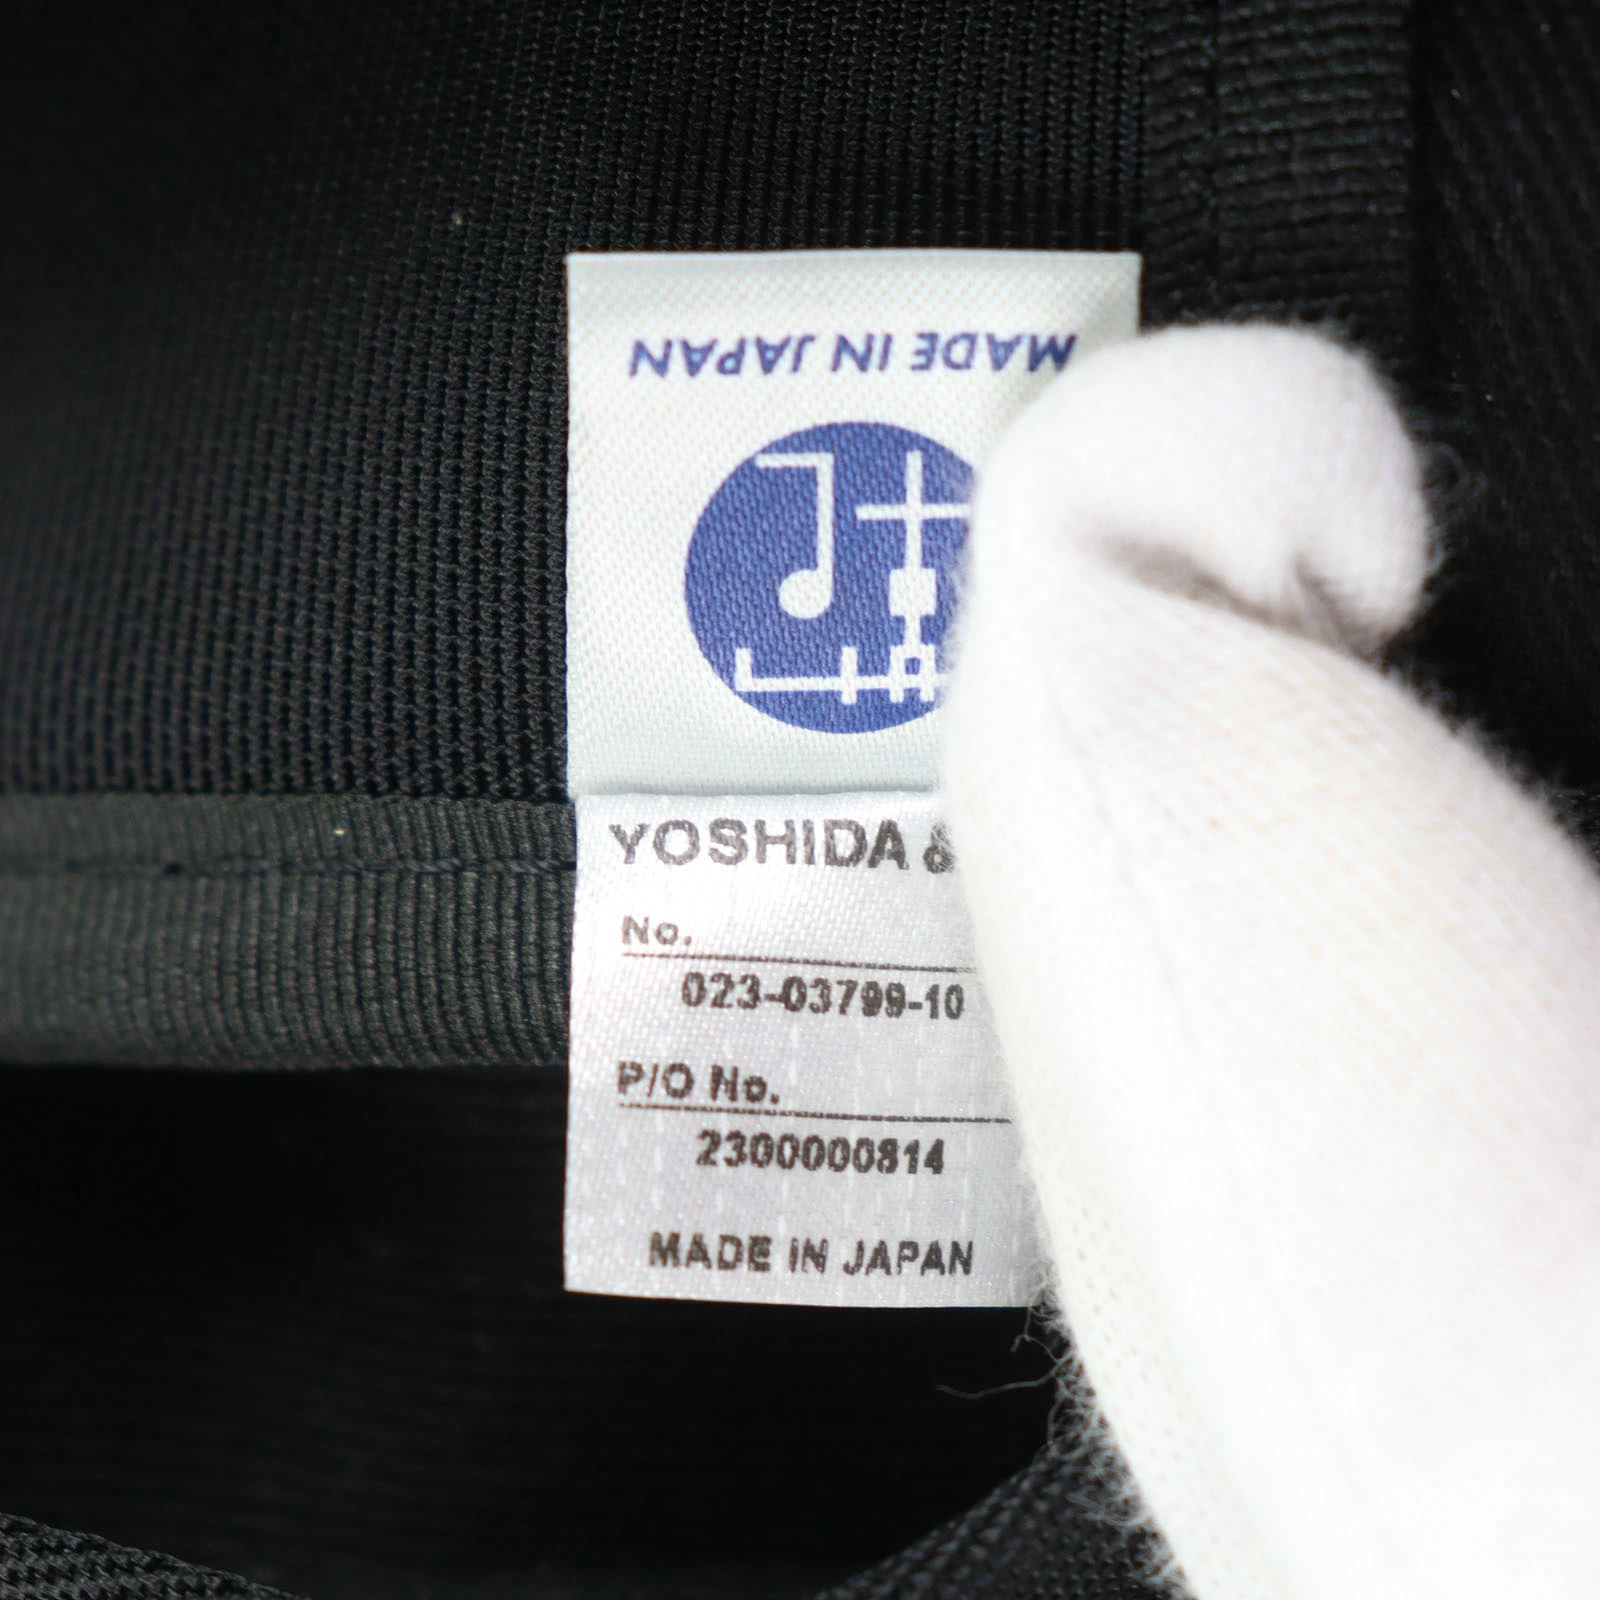 MADE IN JAPAN
YOSHIDA &
No.
023-03799-10
P/O No.
2300000814
MADE IN JAPAN